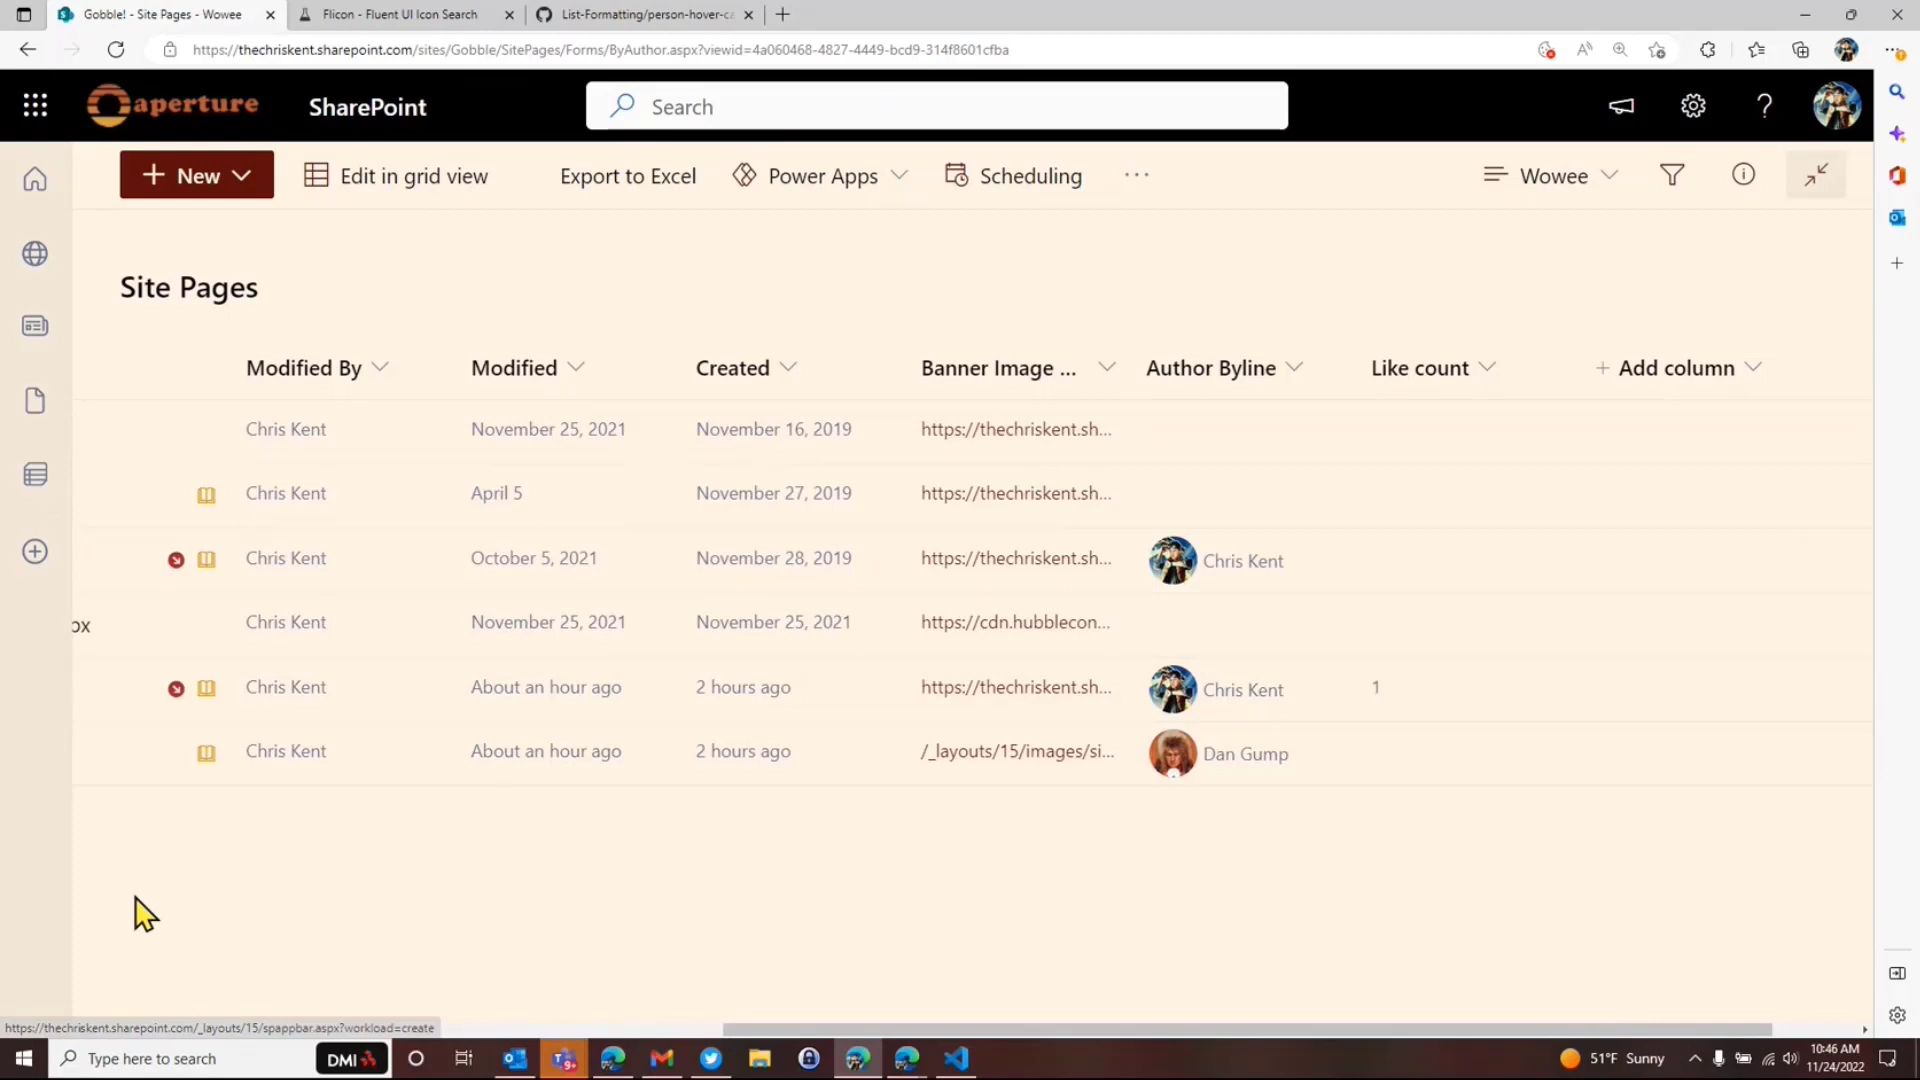 Gobble! - Site Pages - Wowee
Flicon - Fluent UI Icon Search
List-Formatting/person-hover-ca
https://thechriskent.sharepoint.com/sites/Gobble/SitePages/Forms/ByAuthor.aspx?viewid=4a060468-4827-4449-bcd9-314f8601cfba
aperture
SharePoint
Search
New
Edit in grid view
Export to Excel
Power Apps
Scheduling
Wowee
Site Pages
Modified By
Modified
Created
Banner Image ...
Author Byline
Like count
Add column
Chris Kent November 25, 2021 November 16, 2019 https://thechriskent.sh...
Chris Kent April 5 November 27, 2019 https://thechriskent.sh...
Chris Kent October 5, 2021 November 28, 2019 https://thechriskent.sh... Chris Kent
px Chris Kent November 25, 2021 November 25, 2021 https://cdn.hubblecon...
Chris Kent About an hour ago 2 hours ago https://thechriskent.sh... Chris Kent 1
Chris Kent About an hour ago 2 hours ago /_layouts/15/images/si... Dan Gump
https://thechriskent.sharepoint.com/_layouts/15/spappbar.aspx?workload=create
Type here to search
DMI
9+
51°F Sunny
10:46 AM
11/24/2022